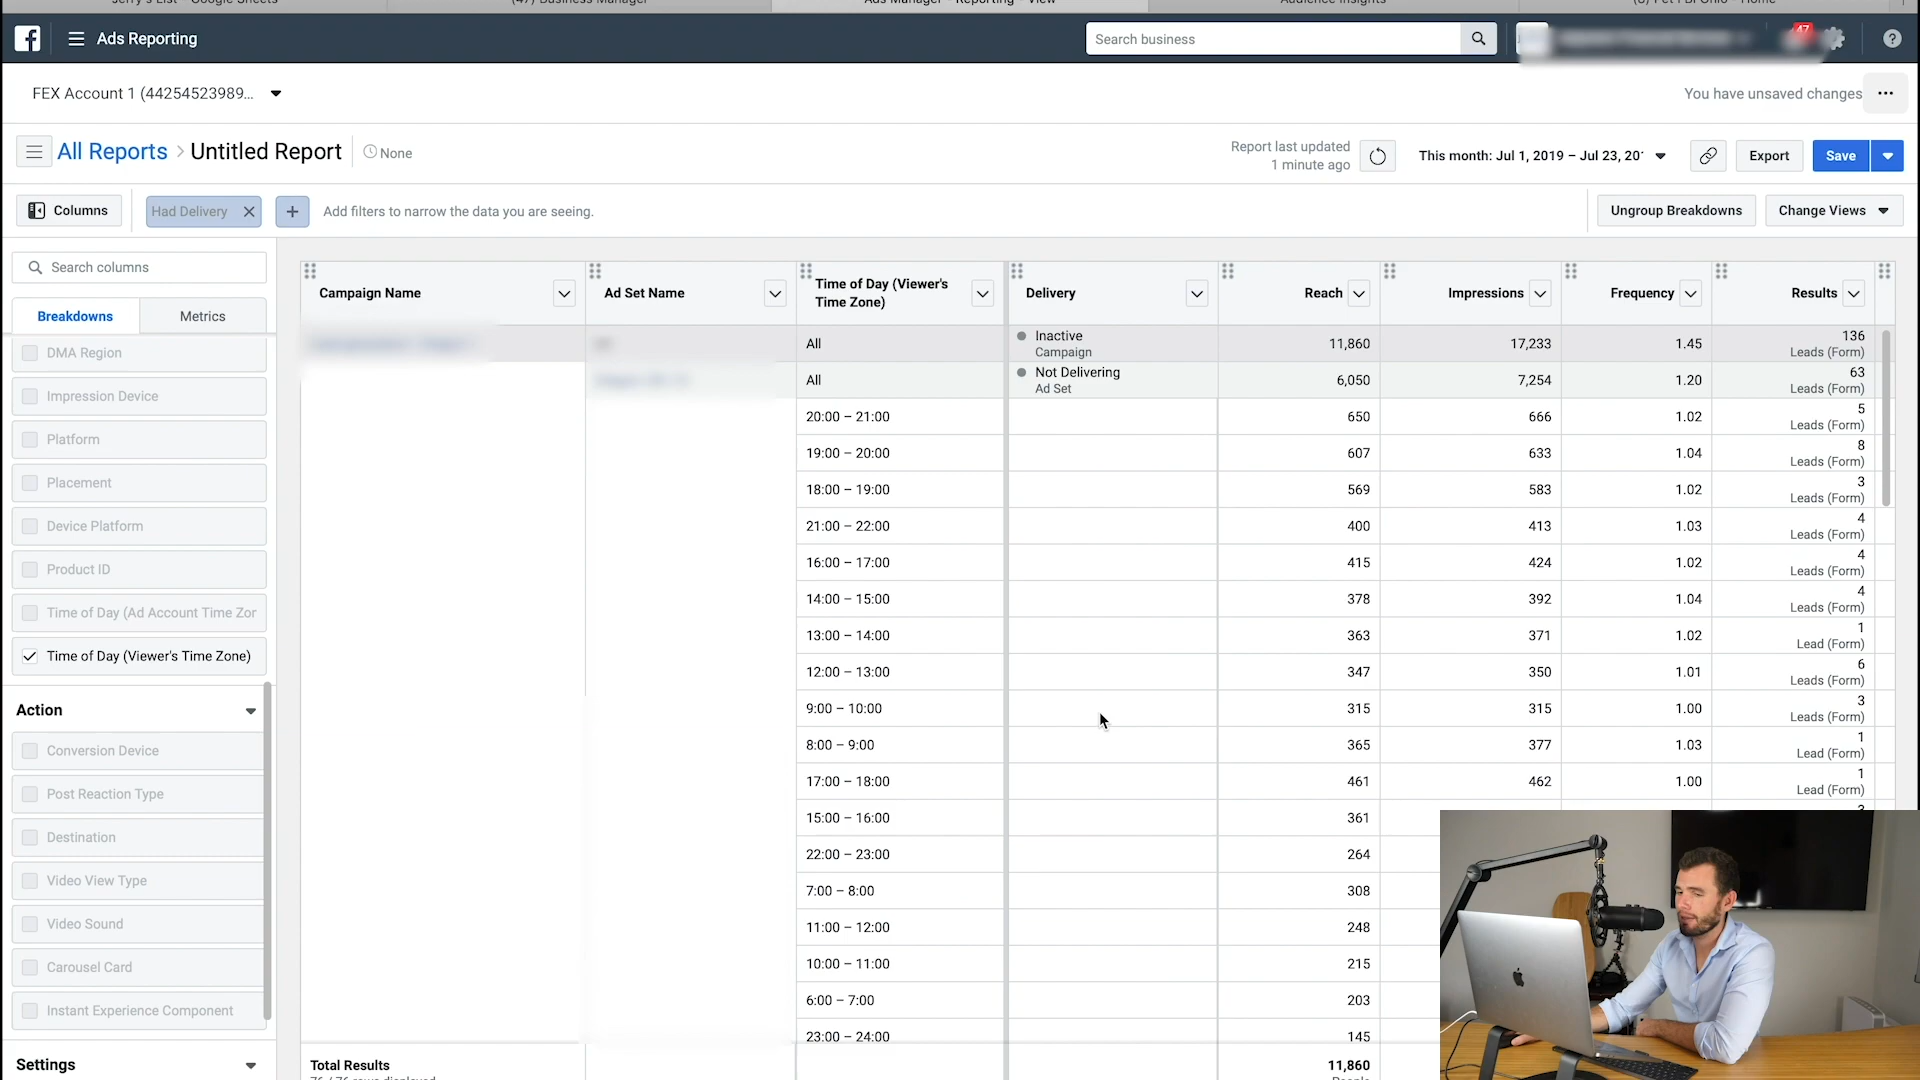 Ads Reporting
Search business
47
FEX Account 1 (44254523989...
You have unsaved changes
All Reports > Untitled Report
None
Report last updated
1 minute ago
This month: Jul 1, 2019 – Jul 23, 20
Export
Save
Columns
Had Delivery
Add filters to narrow the data you are seeing.
Ungroup Breakdowns
Change Views
Search columns
Breakdowns
Metrics
DMA Region
Impression Device
Platform
Placement
Device Platform
Product ID
Time of Day (Ad Account Time Zor
Time of Day (Viewer's Time Zone)
Action
Conversion Device
Post Reaction Type
Destination
Video View Type
Video Sound
Carousel Card
Instant Experience Component
Settings
Campaign Name
Ad Set Name
Time of Day (Viewer's
Time Zone)
Delivery
Reach
Impressions
Frequency
Results
All
Inactive
Campaign
11,860
17,233
1.45
136
Leads (Form)
All
Not Delivering
Ad Set
6,050
7,254
1.20
63
Leads (Form)
20:00 – 21:00
650
666
1.02
5
Leads (Form)
19:00 – 20:00
607
633
1.04
8
Leads (Form)
18:00 – 19:00
569
583
1.02
3
Leads (Form)
21:00 – 22:00
400
413
1.03
4
Leads (Form)
16:00 – 17:00
415
424
1.02
4
Leads (Form)
14:00 – 15:00
378
392
1.04
4
Leads (Form)
13:00 – 14:00
363
371
1.02
1
Lead (Form)
12:00 – 13:00
347
350
1.01
6
Leads (Form)
9:00 – 10:00
315
315
1.00
3
Leads (Form)
8:00 – 9:00
365
377
1.03
1
Lead (Form)
17:00 – 18:00
461
462
1.00
1
Lead (Form)
15:00 – 16:00
361
22:00 – 23:00
264
7:00 – 8:00
308
11:00 – 12:00
248
10:00 – 11:00
215
6:00 – 7:00
203
23:00 – 24:00
145
Total Results
11,860